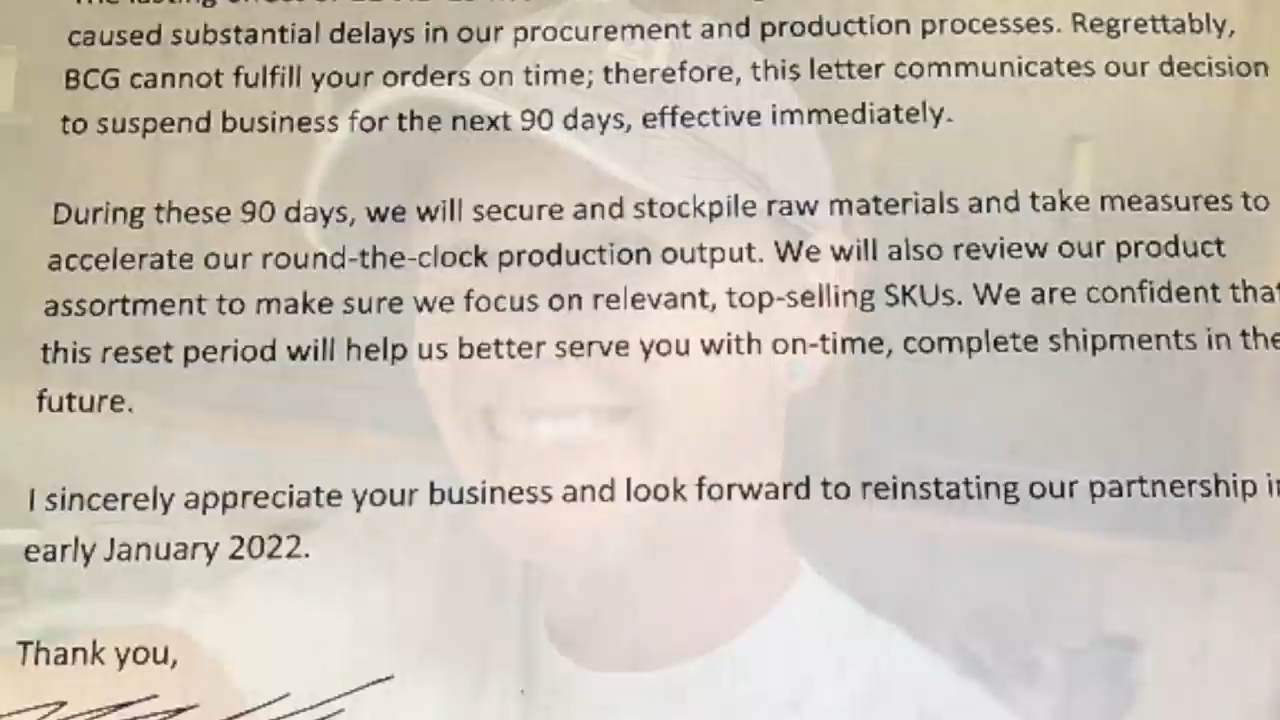 caused substantial delays in our procurement and production processes. Regrettably,
BCG cannot fulfill your orders on time; therefore, this letter communicates our decision
to suspend business for the next 90 days, effective immediately.
During these 90 days, we will secure and stockpile raw materials and take measures to
accelerate our round-the-clock production output. We will also review our product
assortment to make sure we focus on relevant, top-selling SKUs. We are confident that
this reset period will help us better serve you with on-time, complete shipments in the
future.
I sincerely appreciate your business and look forward to reinstating our partnership in
early January 2022.
Thank you,